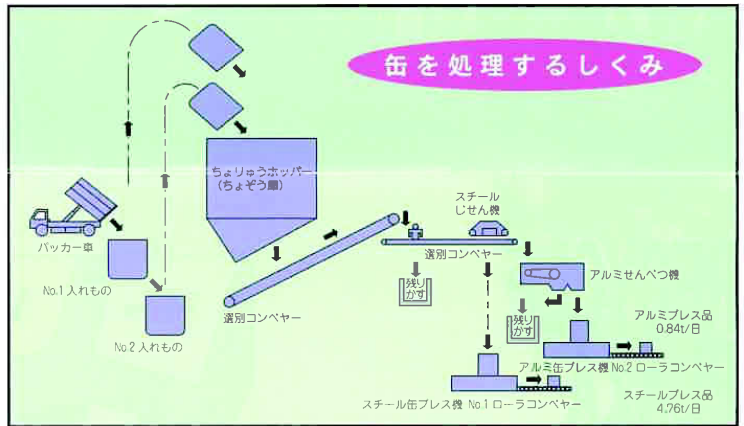 缶を処理するしくみ
ちょりゅうホッパー
(ちょぞう庫)
パッカー車
No.1入れもの
No.2入れもの
選別コンベヤー
スチール
じせん機
選別コンベヤー
残り
かす
アルミせんべつ機
残り
かす
アルミプレス品
0.84t/日
アルミ缶プレス機 No.2 ローラコンベヤー
スチール缶プレス機 No.1 ローラコンベヤー
スチールプレス品
4.76t/日